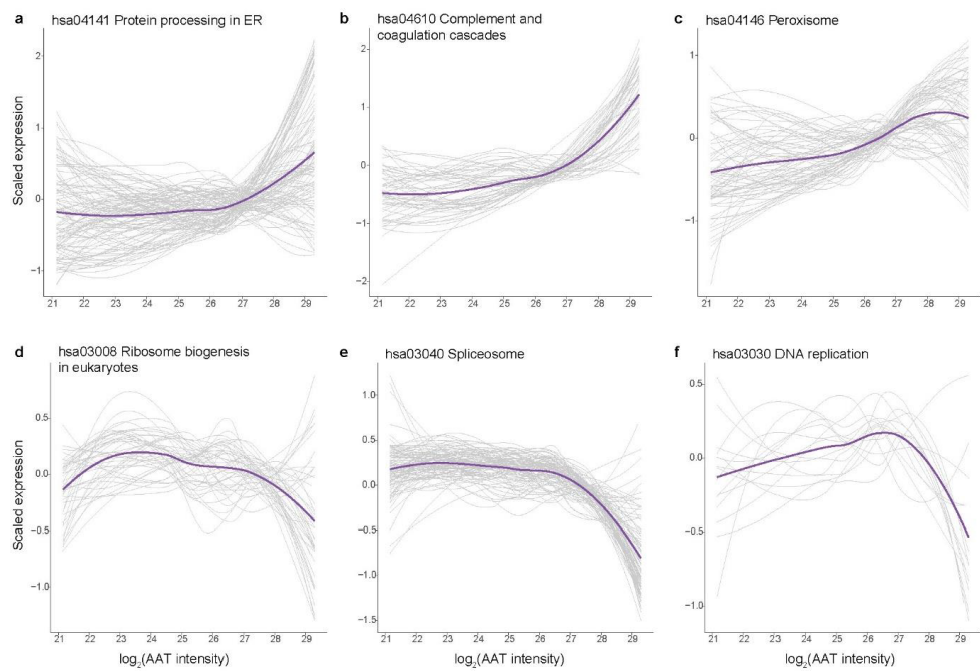 a hsa04141 Protein processing in ER
Scaled expression
2
1
0
−1
21 22 23 24 25 26 27 28 29
b hsa04610 Complement and
coagulation cascades
2
1
0
−1
−2
21 22 23 24 25 26 27 28 29
c hsa04146 Peroxisome
1
0
−1
21 22 23 24 25 26 27 28 29
d hsa03008 Ribosome biogenesis
in eukaryotes
Scaled expression
0.5
0.0
−0.5
−1.0
21 22 23 24 25 26 27 28 29
log2(AAT intensity)
e hsa03040 Spliceosome
1.0
0.5
0.0
−0.5
−1.0
−1.5
21 22 23 24 25 26 27 28 29
log2(AAT intensity)
f hsa03030 DNA replication
0.5
0.0
−0.5
−1.0
21 22 23 24 25 26 27 28 29
log2(AAT intensity)